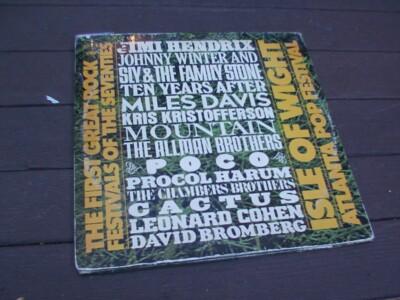 THE FIRST GREAT ROCK
FESTIVALS OF THE SEVENTIES
JIMI HENDRIX
JOHNNY WINTER AND
SLY & THE FAMILY STONE
TEN YEARS AFTER
MILES DAVIS
KRIS KRISTOFFERSON
MOUNTAIN
THE ALLMAN BROTHERS
POCO
PROCOL HARUM
THE CHAMBERS BROTHERS
CACTUS
LEONARD COHEN
DAVID BROMBERG
ISLE OF WIGHT
ATLANTA POP FESTIVAL